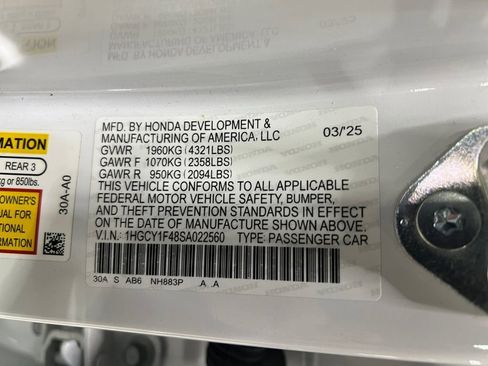 MFD. BY HONDA DEVELOPMENT &
MANUFACTURING OF AMERICA, LLC 03/25
GVWR 1960KG (4321LBS)
GAWR F 1070KG (2358LBS)
GAWR R 950KG (2094LBS)
THIS VEHICLE CONFORMS TO ALL APPLICABLE
FEDERAL MOTOR VEHICLE SAFETY, BUMPER,
AND THEFT PREVENTION STANDARDS IN EFFECT
ON THE DATE OF MANUFACTURE SHOWN ABOVE.
V.I.N.: 1HGCY1F48SA022560 TYPE: PASSENGER CAR
30A S AB6 NH883P .A .A
30A-A0
REAR 3
kg or 850lbs.
OWNER'S
UAL FOR
TIONAL